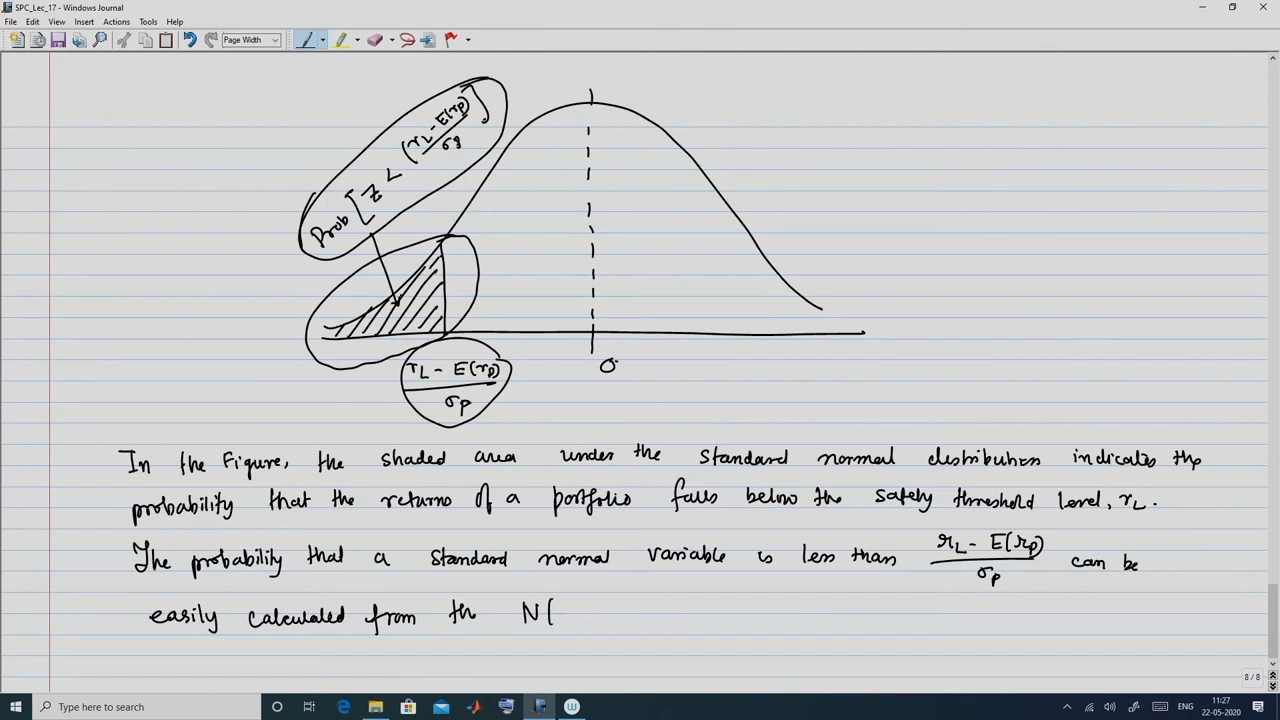 SPC_Lec_17 - Windows Journal
File Edit View Insert Actions Tools Help
Page Width
Prob [ Z < (rL - E(rp) / σp ) ]
0
rL - E(rp)
σp
In the Figure, the shaded area under the standard normal distribution indicates the
probability that the returns of a portfolio falls below the safety threshold level, rL.
The probability that a standard normal variable is less than rL - E(rp) / σp can be
easily calculated from the N(
8 / 8
Type here to search
ENG
11:27
22-05-2020